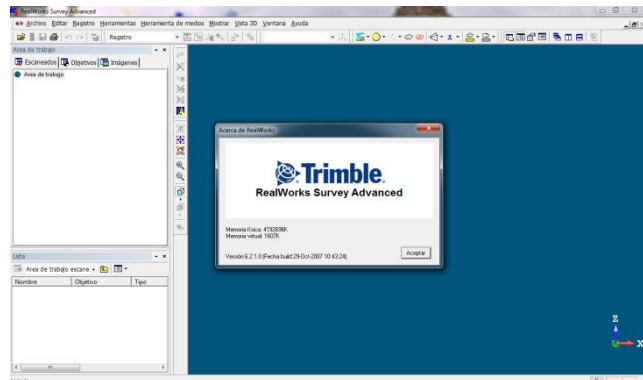 RealWorks Survey Advanced
Archivo Editar Registro Herramientas Herramienta de medios Mostrar Vista 3D Ventana Ayuda
Registro
Area de trabajo
Escaneados Objetivos Imágenes
Area de trabajo
Acerca de RealWorks
Trimble
RealWorks Survey Advanced
Memoria física: 4192696K
Memoria virtual: 1607K
Versión 6.2.1.0 (Fecha build:29-Oct-2007 10:43:24)
Aceptar
Lista
Area de trabajo escane
Nombre Objetivo Tipo
Z
X